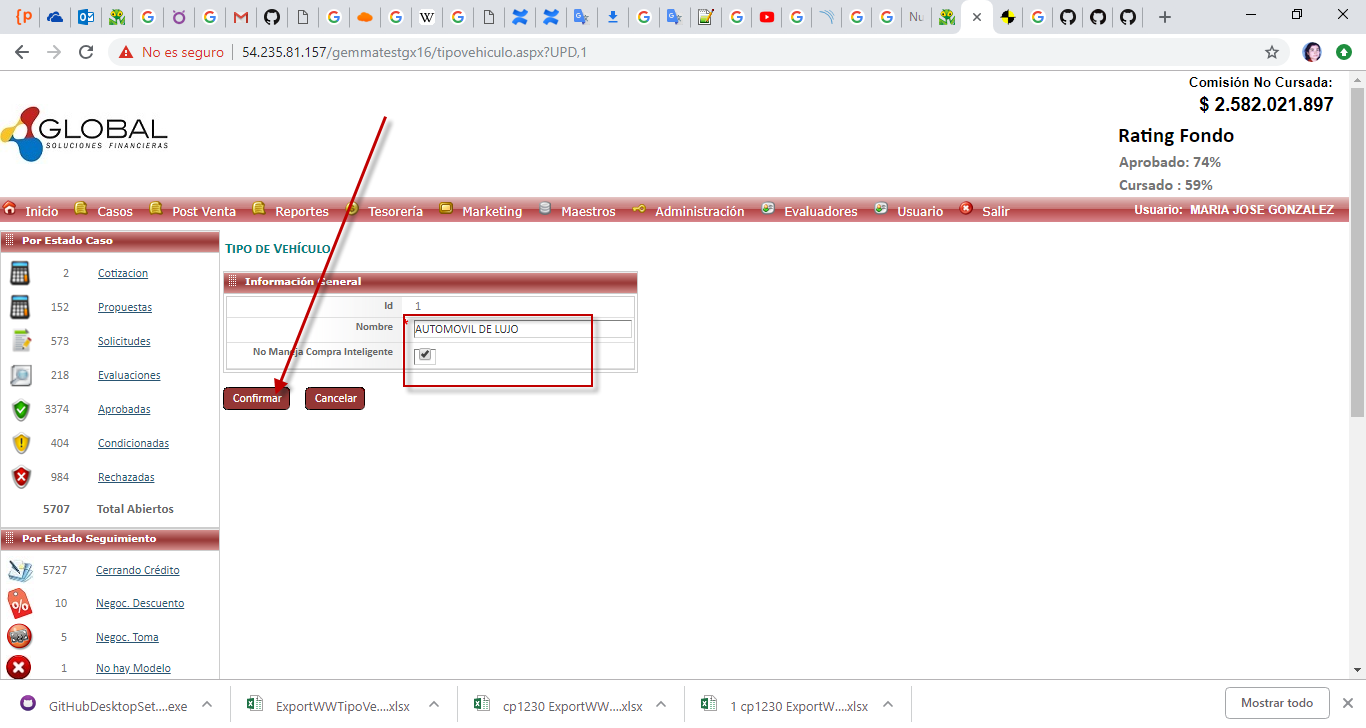 Nu
No es seguro
54.235.81.157/gemmatestgx16/tipovehiculo.aspx?UPD,1
Comisión No Cursada:
$ 2.582.021.897
GLOBAL
SOLUCIONES FINANCIERAS
Rating Fondo
Aprobado: 74%
Cursado : 59%
Inicio Casos Post Venta Reportes Tesorería Marketing Maestros Administración Evaluadores Usuario Salir Usuario: MARIA JOSE GONZALEZ
Por Estado Caso
2 Cotizacion
152 Propuestas
573 Solicitudes
218 Evaluaciones
3374 Aprobadas
404 Condicionadas
984 Rechazadas
5707 Total Abiertos
Por Estado Seguimiento
5727 Cerrando Crédito
10 Negoc. Descuento
5 Negoc. Toma
1 No hay Modelo
TIPO DE VEHÍCULO
Información General
Id 1
Nombre * AUTOMOVIL DE LUJO
No Maneja Compra Inteligente
Confirmar Cancelar
GitHubDesktopSet....exe ExportWWTipoVe....xlsx cp1230 ExportWW....xlsx 1 cp1230 ExportW....xlsx Mostrar todo